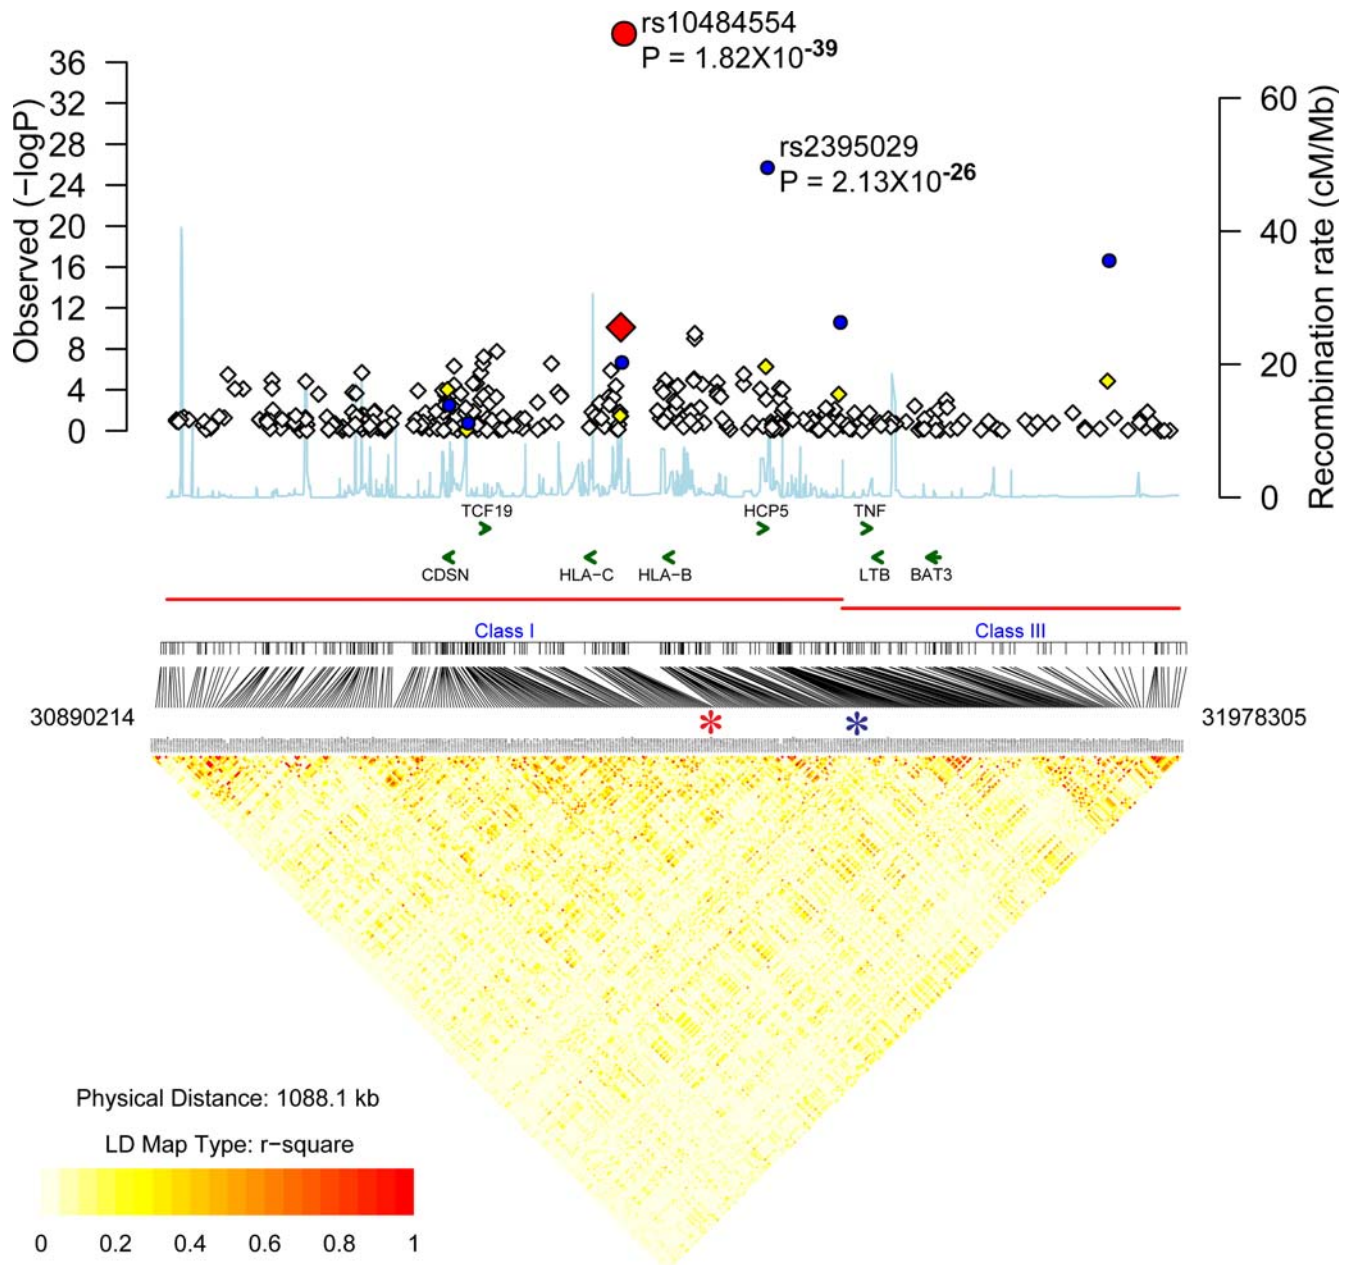 rs10484554
P = 1.82X10-39
36
32
28
24
20
16
12
8
4
0
Observed (−logP)
rs2395029
P = 2.13X10-26
60
40
20
0
Recombination rate (cM/Mb)
TCF19
HCP5
TNF
CDSN
HLA−C
HLA−B
LTB
BAT3
Class I
Class III
30890214
*
*
31978305
Physical Distance: 1088.1 kb
LD Map Type: r−square
0 0.2 0.4 0.6 0.8 1